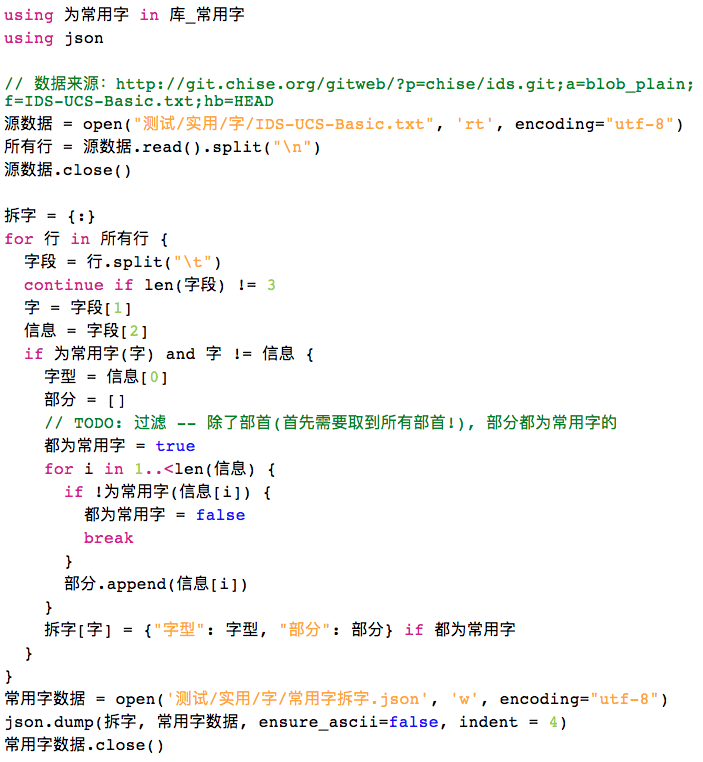 using 为常用字 in 库_常用字
using json

// 数据来源: http://git.chise.org/gitweb/?p=chise/ids.git;a=blob_plain;
f=IDS-UCS-Basic.txt;hb=HEAD
源数据 = open("测试/实用/字/IDS-UCS-Basic.txt", 'rt', encoding="utf-8")
所有行 = 源数据.read().split("\n")
源数据.close()

拆字 = {:}
for 行 in 所有行 {
  字段 = 行.split("\t")
  continue if len(字段) != 3
  字 = 字段[1]
  信息 = 字段[2]
  if 为常用字(字) and 字 != 信息 {
    字型 = 信息[0]
    部分 = []
    // TODO: 过滤 -- 除了部首(首先需要取到所有部首!), 部分都为常用字的
    都为常用字 = true
    for i in 1..<len(信息) {
      if !为常用字(信息[i]) {
        都为常用字 = false
        break
      }
      部分.append(信息[i])
    }
    拆字[字] = {"字型": 字型, "部分": 部分} if 都为常用字
  }
}
常用字数据 = open('测试/实用/字/常用字拆字.json', 'w', encoding="utf-8")
json.dump(拆字, 常用字数据, ensure_ascii=false, indent = 4)
常用字数据.close()